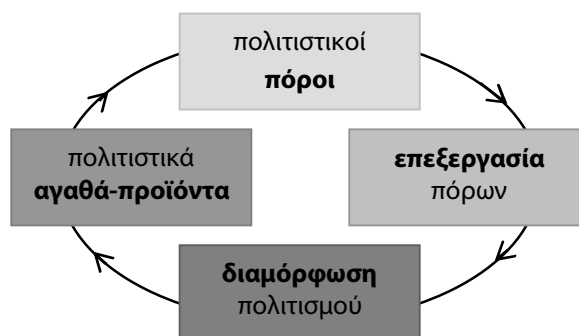 πολιτιστικοί
πόροι
επεξεργασία
πόρων
διαμόρφωση
πολιτισμού
πολιτιστικά
αγαθά-προϊόντα